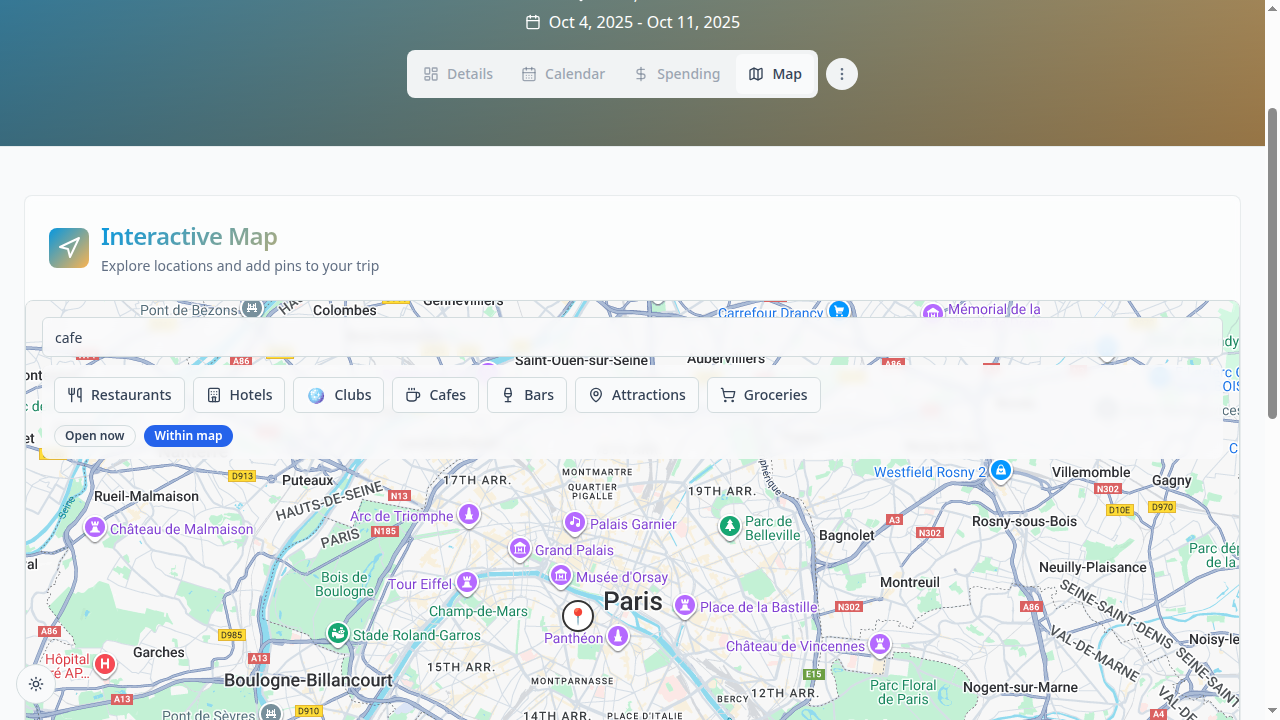 Oct 4, 2025 - Oct 11, 2025
Details
Calendar
Spending
Map
Interactive Map
Explore locations and add pins to your trip
Pont de Bezons
Colombes
Gennevilliers
Carrefour Drancy
Mémorial de la
cafe
A86
A86
A86
Saint-Ouen-sur-Seine
Aubervilliers
Restaurants
Hotels
Clubs
Cafes
Bars
Attractions
Groceries
Open now
Within map
D913
Puteaux
MONTMARTRE
17TH ARR.
QUARTIER
PIGALLE
19TH ARR.
Westfield Rosny 2
Villemomble
Gagny
N302
Rueil-Malmaison
HAUTS-DE-SEINE
PARIS
N13
D10E
D970
Seine
Château de Malmaison
Arc de Triomphe
N185
Palais Garnier
Parc de
Belleville
Bagnolet
A3
N302
Rosny-sous-Bois
Grand Palais
Bois de
Boulogne
Tour Eiffel
Musée d'Orsay
Neuilly-Plaisance
Montreuil
Champ-de-Mars
Paris
Place de la Bastille
N302
A86
SEINE-SAINT-DENIS
VAL-DE-MARNE
A86
D985
Stade Roland-Garros
Panthéon
Château de Vincennes
Garches
A13
Hôpital
15TH ARR.
E15
SEINE-SAINT-
VAL-DE
Boulogne-Billancourt
MONTPARNASSE
12TH ARR.
BERCY
Parc Floral
de Paris
Nogent-sur-Marne
A13
D910
Pont de Sèvres
14TH ARR.
PLACE D'ITALIE
A4